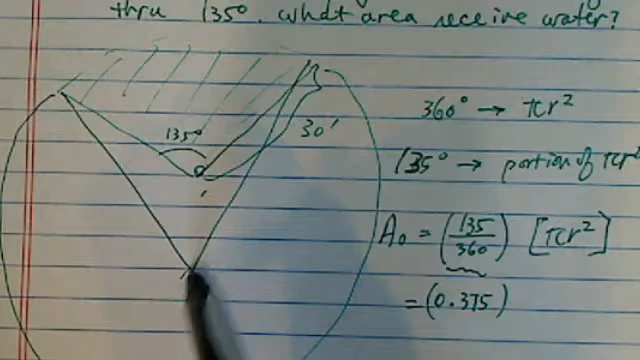 thru 135°. What area receive water?
135°
30'
360° → πr²
135° → portion of πr²
A₀ = (135/360) [πr²]
= (0.375)